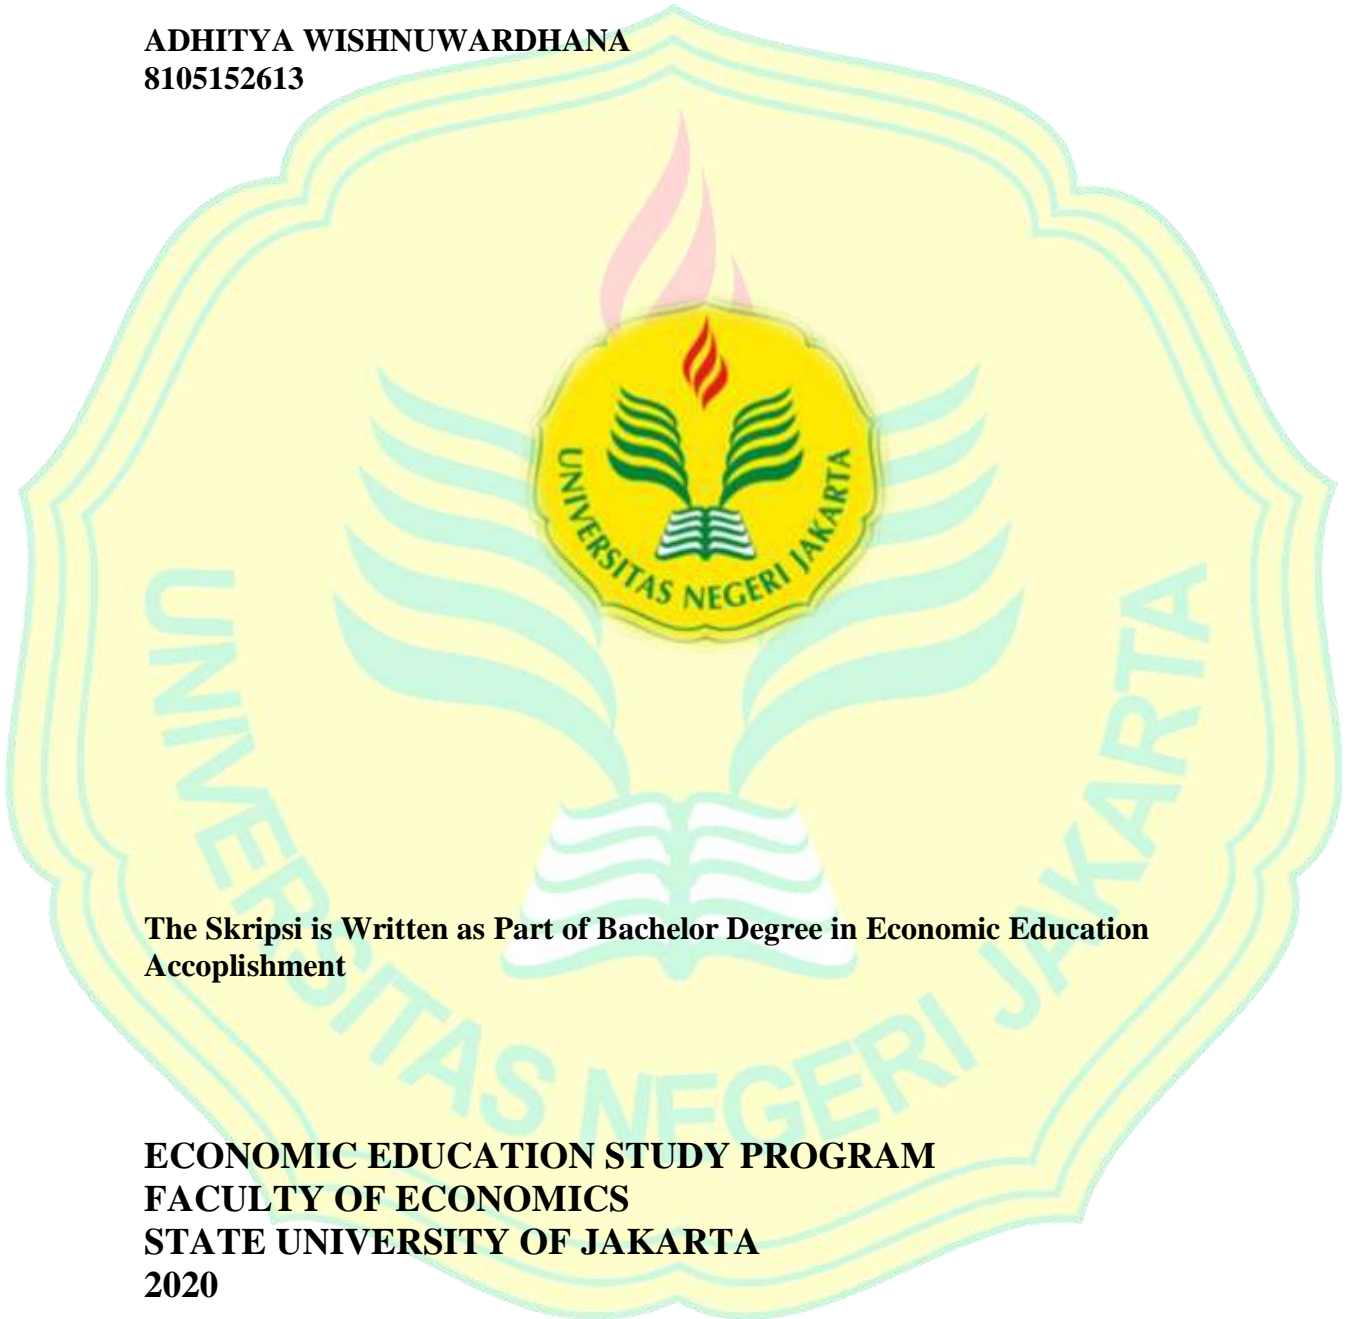 ADHITYA WISHNUWARDHANA
8105152613
UNIVERSITAS NEGERI JAKARTA
UNIVERSITAS NEGERI JAKARTA
The Skripsi is Written as Part of Bachelor Degree in Economic Education
Accoplishment
ECONOMIC EDUCATION STUDY PROGRAM
FACULTY OF ECONOMICS
STATE UNIVERSITY OF JAKARTA
2020